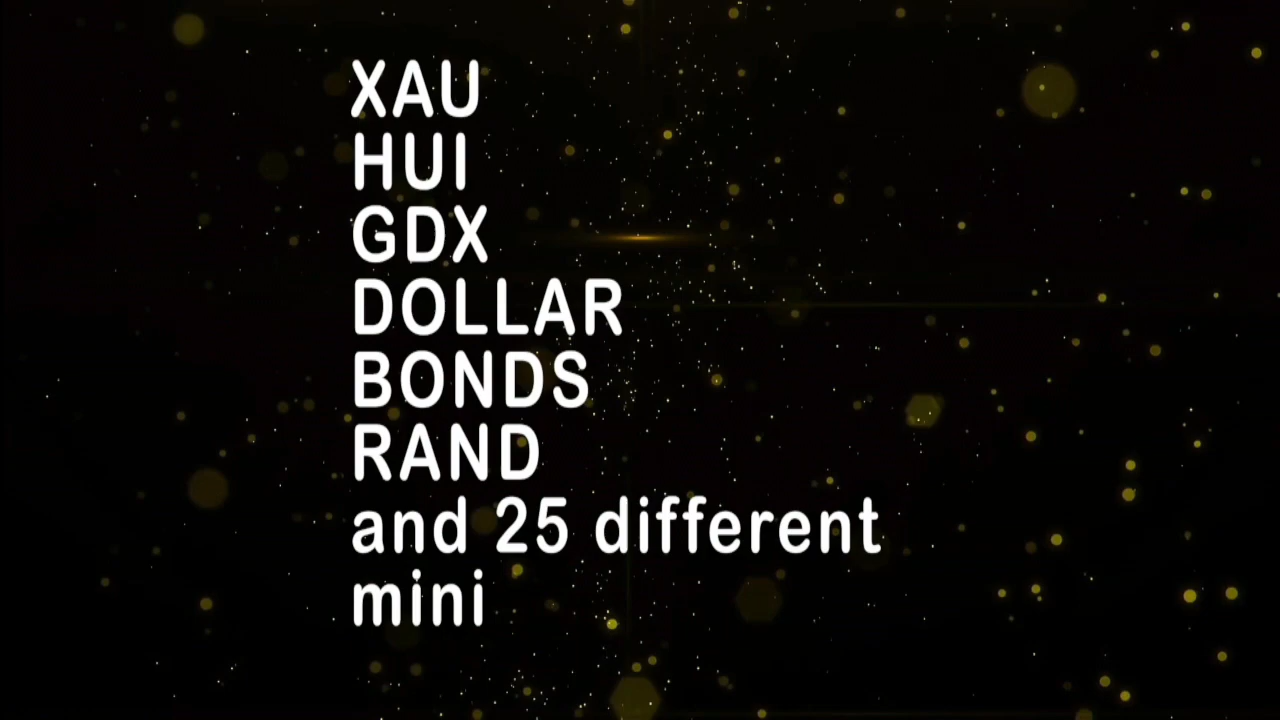 XAU
HUI
GDX
DOLLAR
BONDS
RAND
and 25 different
mini